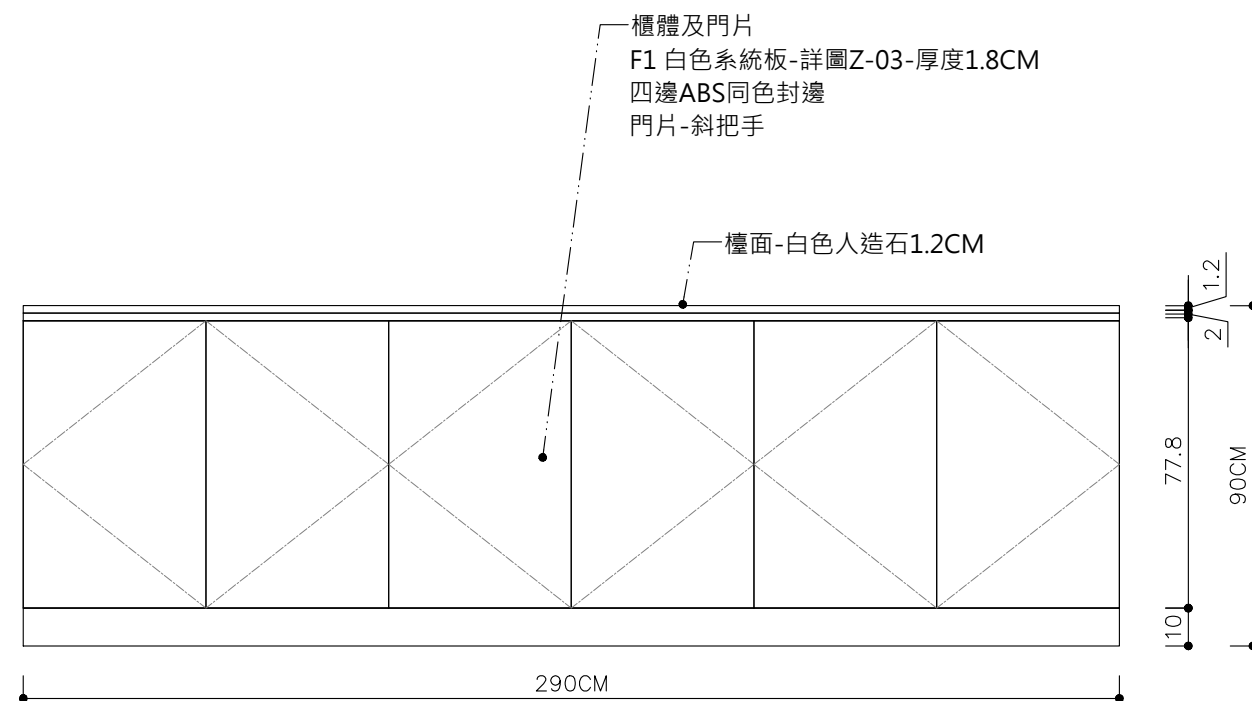 櫃體及門片
F1 白色系統板-詳圖Z-03-厚度1.8CM
四邊ABS同色封邊
門片-斜把手
檯面-白色人造石1.2CM
1.2
2
77.8
90CM
10
290CM